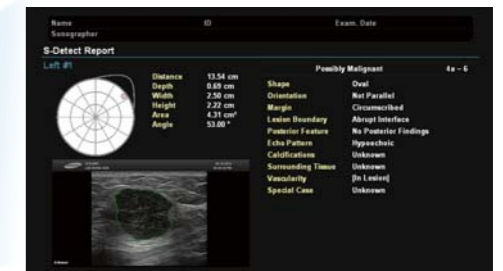 Name ID Exam. Date
Sonographer
S-Detect Report
Left #1
Distance 13.54 cm
Depth 0.69 cm
Width 2.50 cm
Height 2.22 cm
Area 4.31 cm²
Angle 53.00 °
Possibly Malignant 4a ~ 6
Shape Oval
Orientation Not Parallel
Margin Circumscribed
Lesion Boundary Abrupt Interface
Posterior Feature No Posterior Findings
Echo Pattern Hypoechoic
Calcifications Unknown
Surrounding Tissue Unknown
Vascularity [In Lesion]
Special Case Unknown